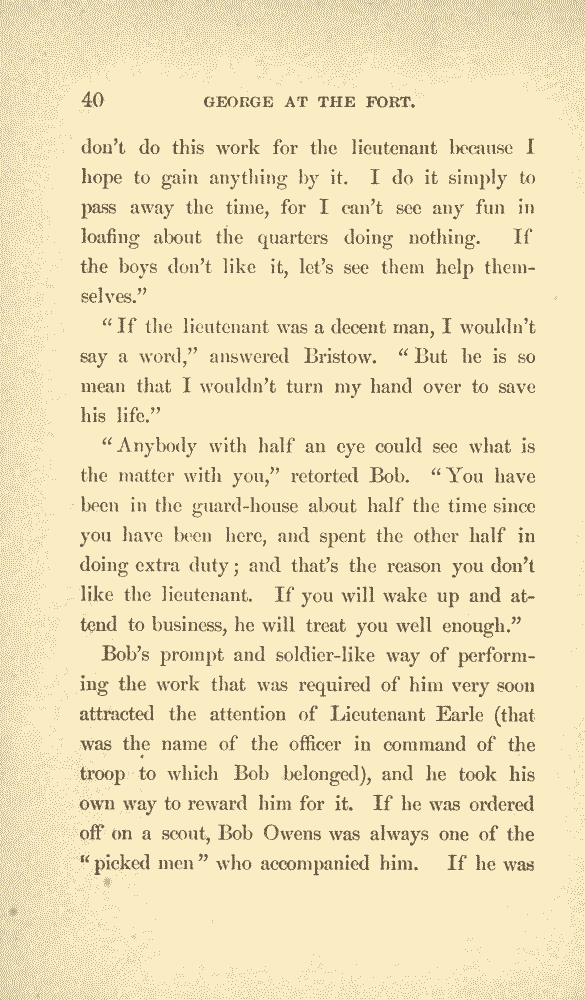 40 GEORGE AT THE FORT.
don't do this work for the lieutenant because I
hope to gain anything by it. I do it simply to
pass away the time, for I can't see any fun in
loafing about the quarters doing nothing. If
the boys don't like it, let's see them help them-
selves.”
“If the lieutenant was a decent man, I wouldn't
say a word,” answered Bristow. “But he is so
mean that I wouldn't turn my hand over to save
his life.”
“Anybody with half an eye could see what is
the matter with you,” retorted Bob. “You have
been in the guard-house about half the time since
you have been here, and spent the other half in
doing extra duty; and that's the reason you don't
like the lieutenant. If you will wake up and at-
tend to business, he will treat you well enough.”
Bob's prompt and soldier-like way of perform-
ing the work that was required of him very soon
attracted the attention of Lieutenant Earle (that
was the name of the officer in command of the
troop to which Bob belonged), and he took his
own way to reward him for it. If he was ordered
off on a scout, Bob Owens was always one of the
“picked men” who accompanied him. If he was